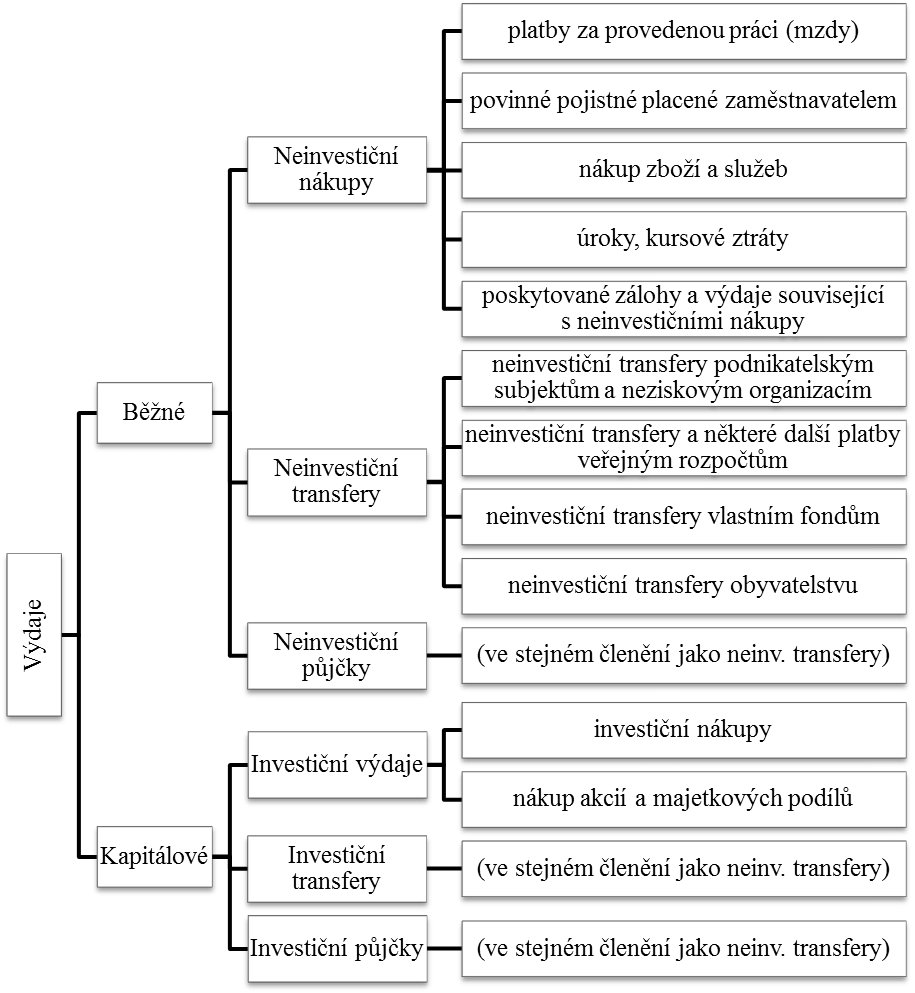 Výdaje
Běžné
Neinvestiční
nákupy
platby za provedenou práci (mzdy)
povinné pojistné placené zaměstnavatelem
nákup zboží a služeb
úroky, kursové ztráty
poskytované zálohy a výdaje související
s neinvestičními nákupy
Neinvestiční
transfery
neinvestiční transfery podnikatelským
subjektům a neziskovým organizacím
neinvestiční transfery a některé další platby
veřejným rozpočtům
neinvestiční transfery vlastním fondům
neinvestiční transfery obyvatelstvu
Neinvestiční
půjčky
(ve stejném členění jako neinv. transfery)
Kapitálové
Investiční výdaje
investiční nákupy
nákup akcií a majetkových podílů
Investiční
transfery
(ve stejném členění jako neinv. transfery)
Investiční půjčky
(ve stejném členění jako neinv. transfery)